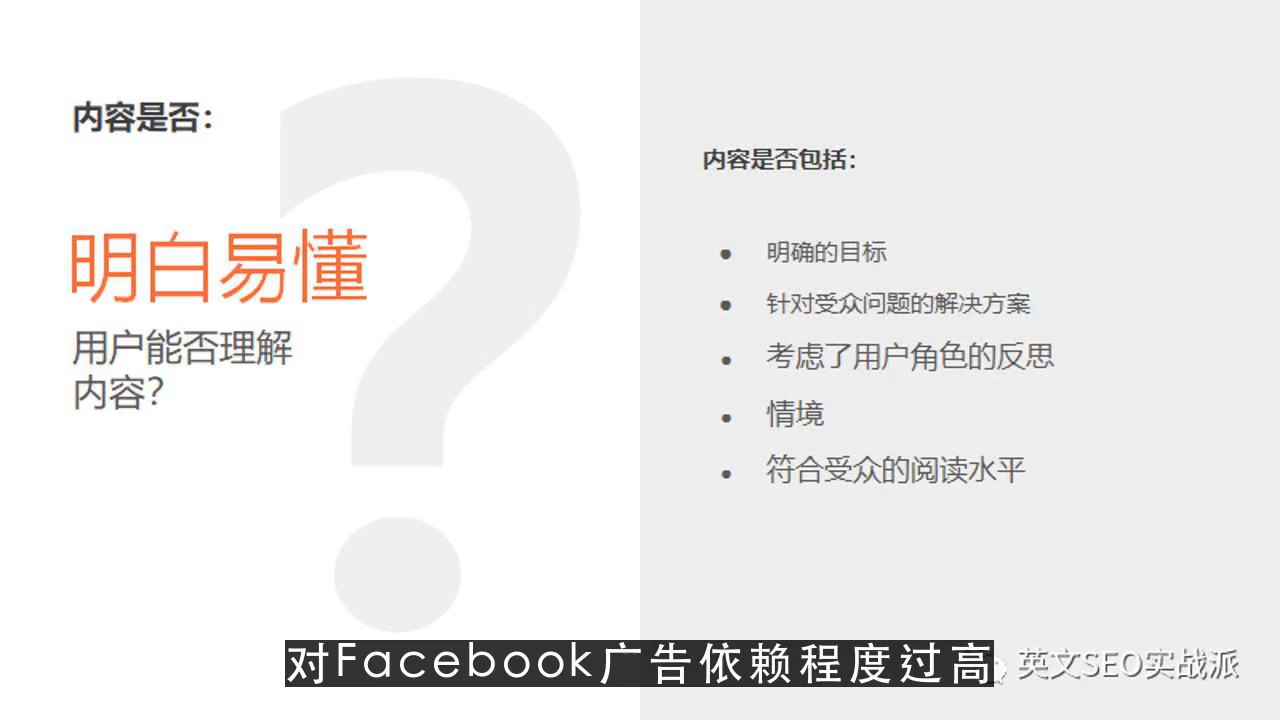 内容是否：
明白易懂
用户能否理解
内容？
内容是否包括：
● 明确的目标
● 针对受众问题的解决方案
● 考虑了用户角色的反思
● 情境
● 符合受众的阅读水平
对Facebook广告依赖程度过高
英文SEO实战派